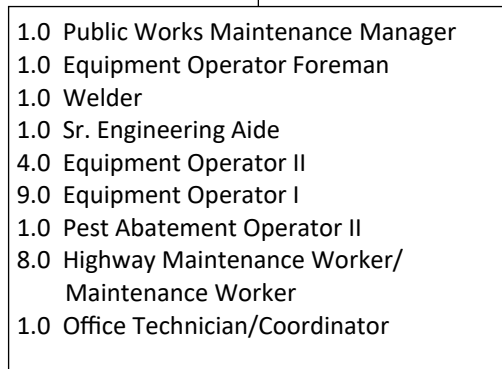 1.0 Public Works Maintenance Manager
1.0 Equipment Operator Foreman
1.0 Welder
1.0 Sr. Engineering Aide
4.0 Equipment Operator II
9.0 Equipment Operator I
1.0 Pest Abatement Operator II
8.0 Highway Maintenance Worker/
Maintenance Worker
1.0 Office Technician/Coordinator